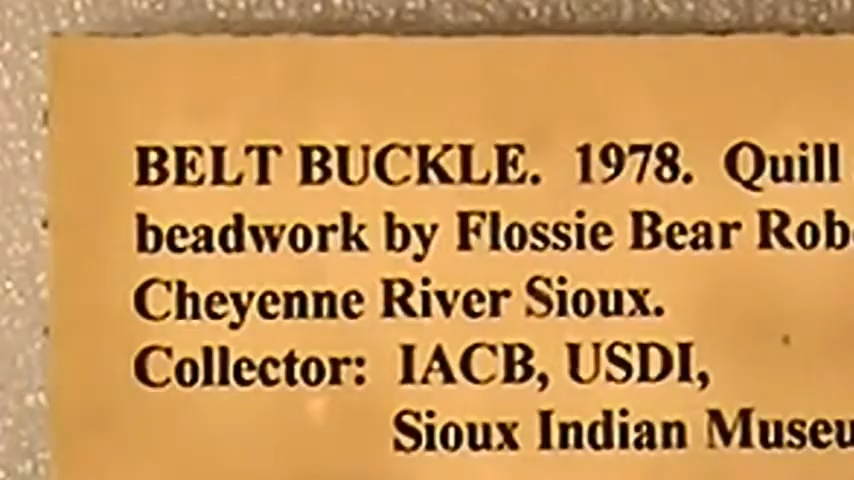 BELT BUCKLE. 1978. Quill
beadwork by Flossie Bear
Cheyenne River Sioux.
Collector: IACB, USDI,
Sioux Indian